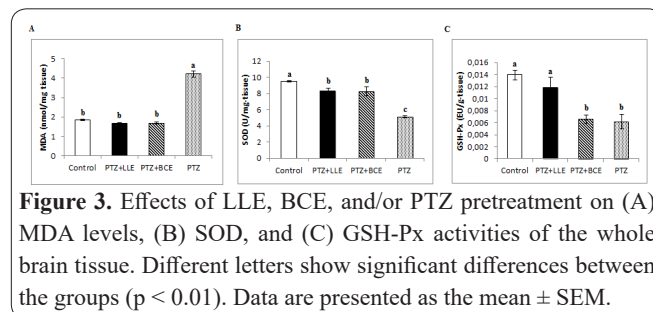 A
B
C
MDA (nmol/mg tissue)
5
4
3
2
1
0
b
b
b
a
Control
PTZ+LLE
PTZ+BCE
PTZ
SOD (U/mg-tissue)
12
10
8
6
4
2
0
a
b
b
c
Control
PTZ+LLE
PTZ+BCE
PTZ
GSH-Px (EU/g-tissue)
0,016
0,014
0,012
0,01
0,008
0,006
0,004
0,002
0
a
a
b
b
Control
PTZ+LLE
PTZ+BCE
PTZ
Figure 3. Effects of LLE, BCE, and/or PTZ pretreatment on (A)
MDA levels, (B) SOD, and (C) GSH-Px activities of the whole
brain tissue. Different letters show significant differences between
the groups (p < 0.01). Data are presented as the mean ± SEM.